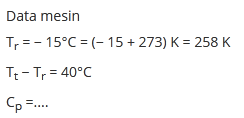 Data mesin
Tr = − 15°C = (− 15 + 273) K = 258 K
Tt − Tr = 40°C
Cp =....